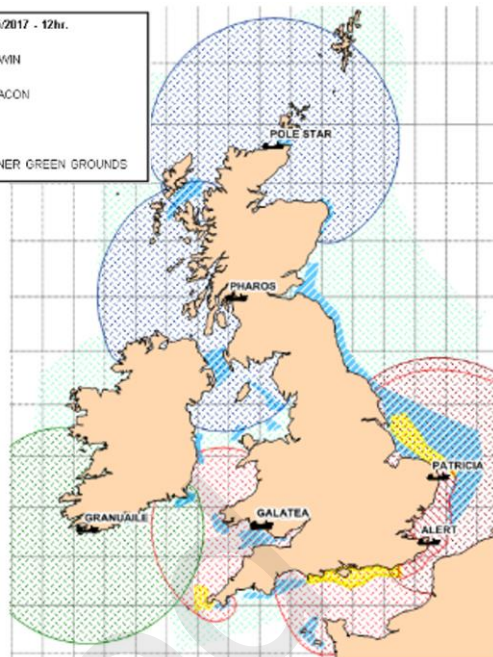 /2017 - 12hr.
WIN
ACON
NER GREEN GROUNDS
POLE STAR
PHAROS
PATRICIA
GRANUAILE
GALATEA
ALERT